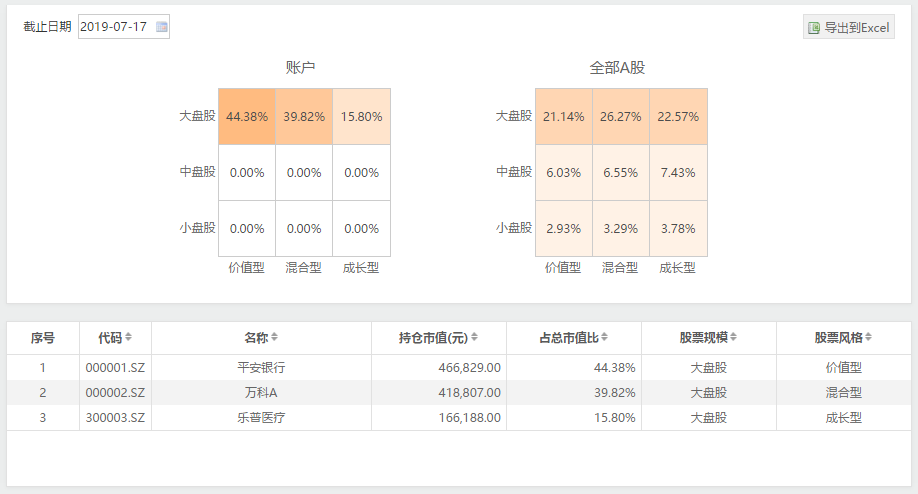 截止日期 2019-07-17 导出到Excel
账户 全部A股
大盘股 44.38% 39.82% 15.80% 大盘股 21.14% 26.27% 22.57%
中盘股 0.00% 0.00% 0.00% 中盘股 6.03% 6.55% 7.43%
小盘股 0.00% 0.00% 0.00% 小盘股 2.93% 3.29% 3.78%
价值型 混合型 成长型 价值型 混合型 成长型
序号 代码 名称 持仓市值(元) 占总市值比 股票规模 股票风格
1 000001.SZ 平安银行 466,829.00 44.38% 大盘股 价值型
2 000002.SZ 万科A 418,807.00 39.82% 大盘股 混合型
3 300003.SZ 乐普医疗 166,188.00 15.80% 大盘股 成长型